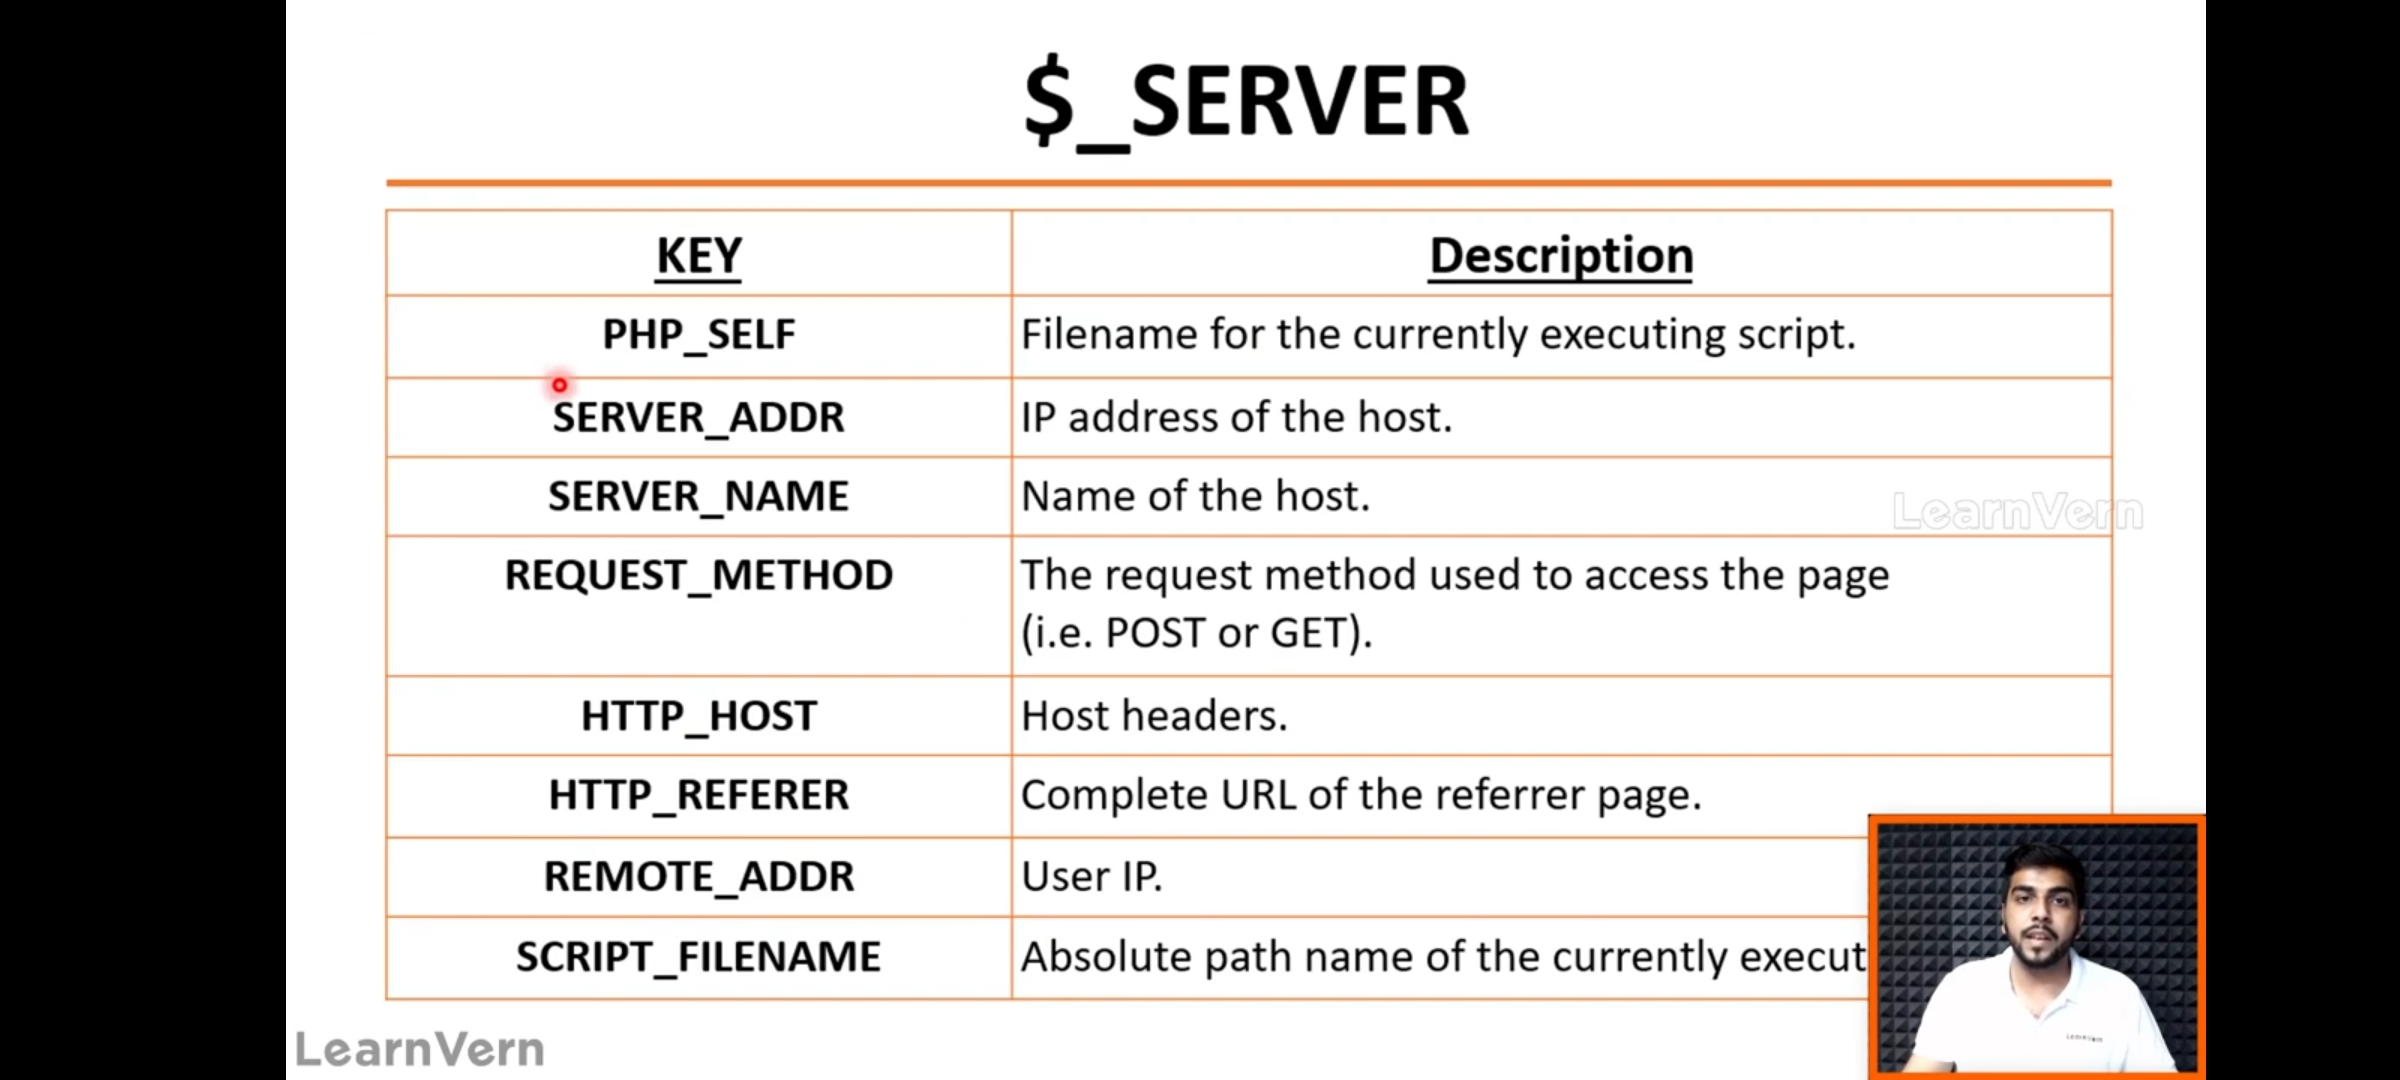 $_SERVER
KEY Description
PHP_SELF Filename for the currently executing script.
SERVER_ADDR IP address of the host.
SERVER_NAME Name of the host.
LearnVern
REQUEST_METHOD The request method used to access the page
(i.e. POST or GET).
HTTP_HOST Host headers.
HTTP_REFERER Complete URL of the referrer page.
REMOTE_ADDR User IP.
SCRIPT_FILENAME Absolute path name of the currently execut
LearnVern
LearnVern